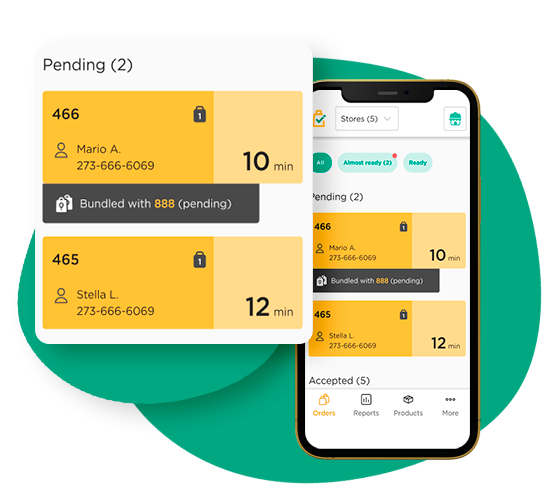 Pending (2)
466
1
Mario A.
273-666-6069
10 min
Bundled with 888 (pending)
465
1
Stella L.
273-666-6069
12 min
Stores (5)
All
Almost ready (2)
Ready
Pending (2)
466
1
Mario A.
273-666-6069
10 min
Bundled with 888 (pending)
465
1
Stella L.
273-666-6069
12 min
Accepted (5)
Orders
Reports
Products
More